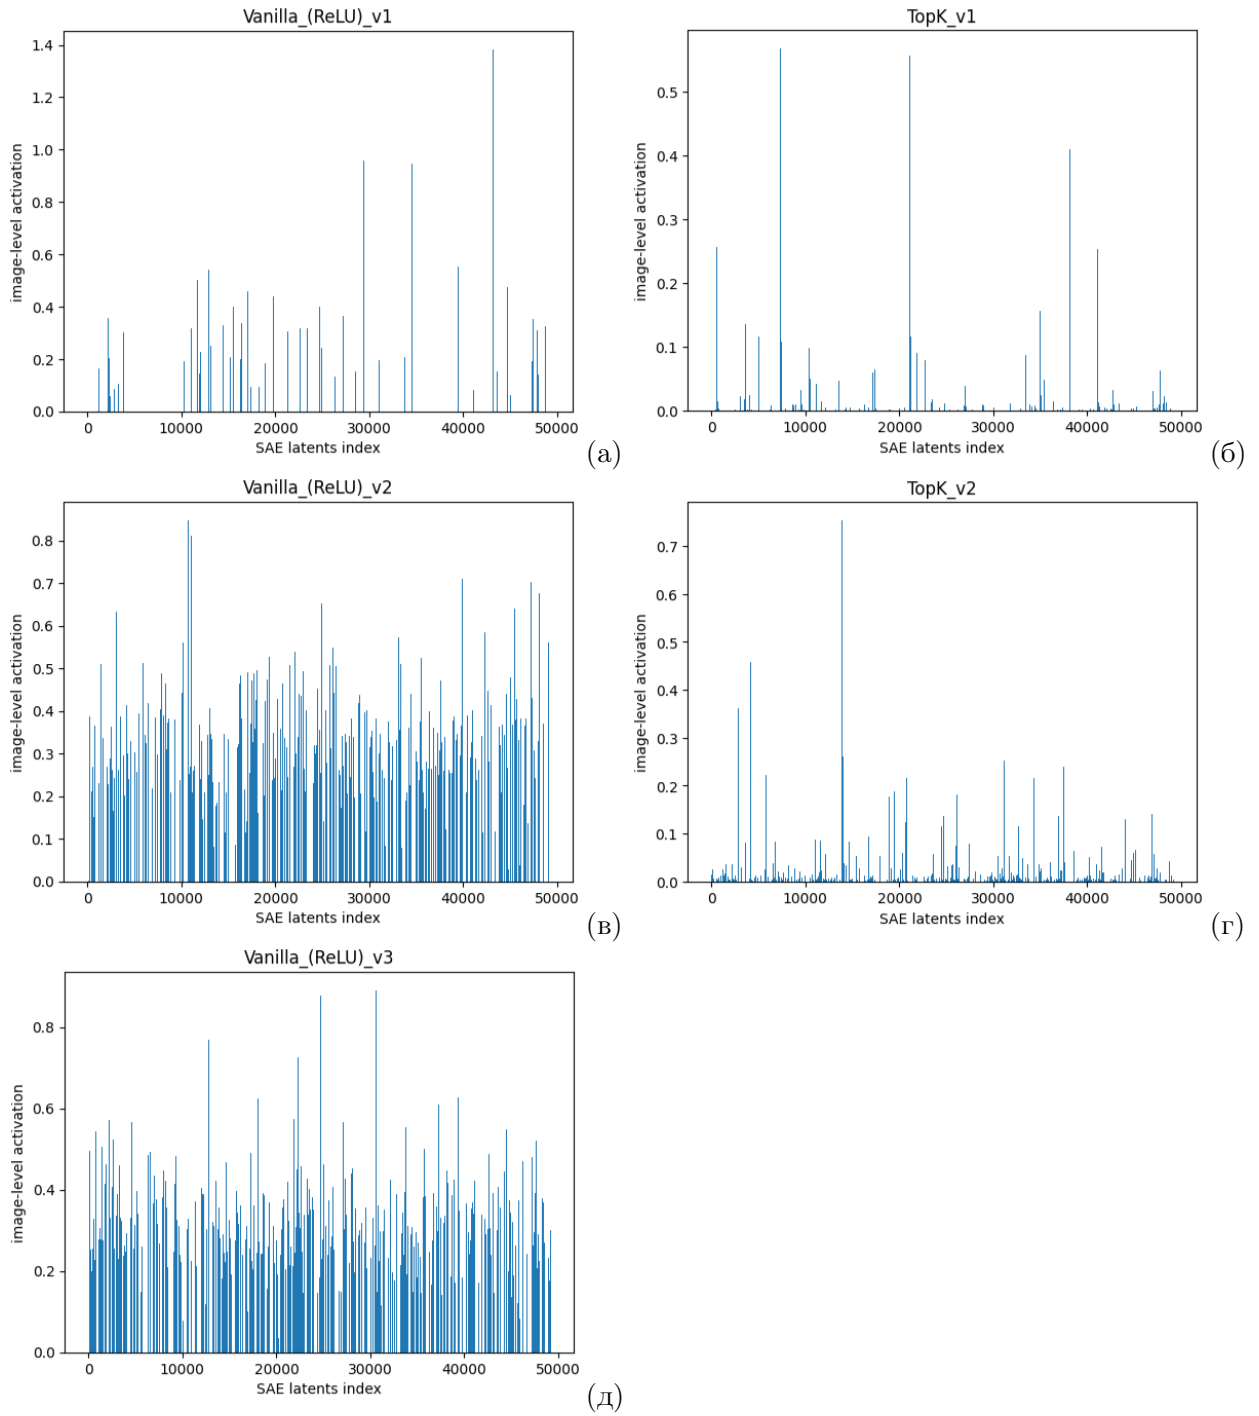 Vanilla_(ReLU)_v1
1.4
1.2
1.0
0.8
0.6
0.4
0.2
0.0
image-level activation
0 10000 20000 30000 40000 50000
SAE latents index
(а)
TopK_v1
0.5
0.4
0.3
0.2
0.1
0.0
image-level activation
0 10000 20000 30000 40000 50000
SAE latents index
(б)
Vanilla_(ReLU)_v2
0.8
0.7
0.6
0.5
0.4
0.3
0.2
0.1
0.0
image-level activation
0 10000 20000 30000 40000 50000
SAE latents index
(в)
TopK_v2
0.7
0.6
0.5
0.4
0.3
0.2
0.1
0.0
image-level activation
0 10000 20000 30000 40000 50000
SAE latents index
(г)
Vanilla_(ReLU)_v3
0.8
0.6
0.4
0.2
0.0
image-level activation
0 10000 20000 30000 40000 50000
SAE latents index
(д)